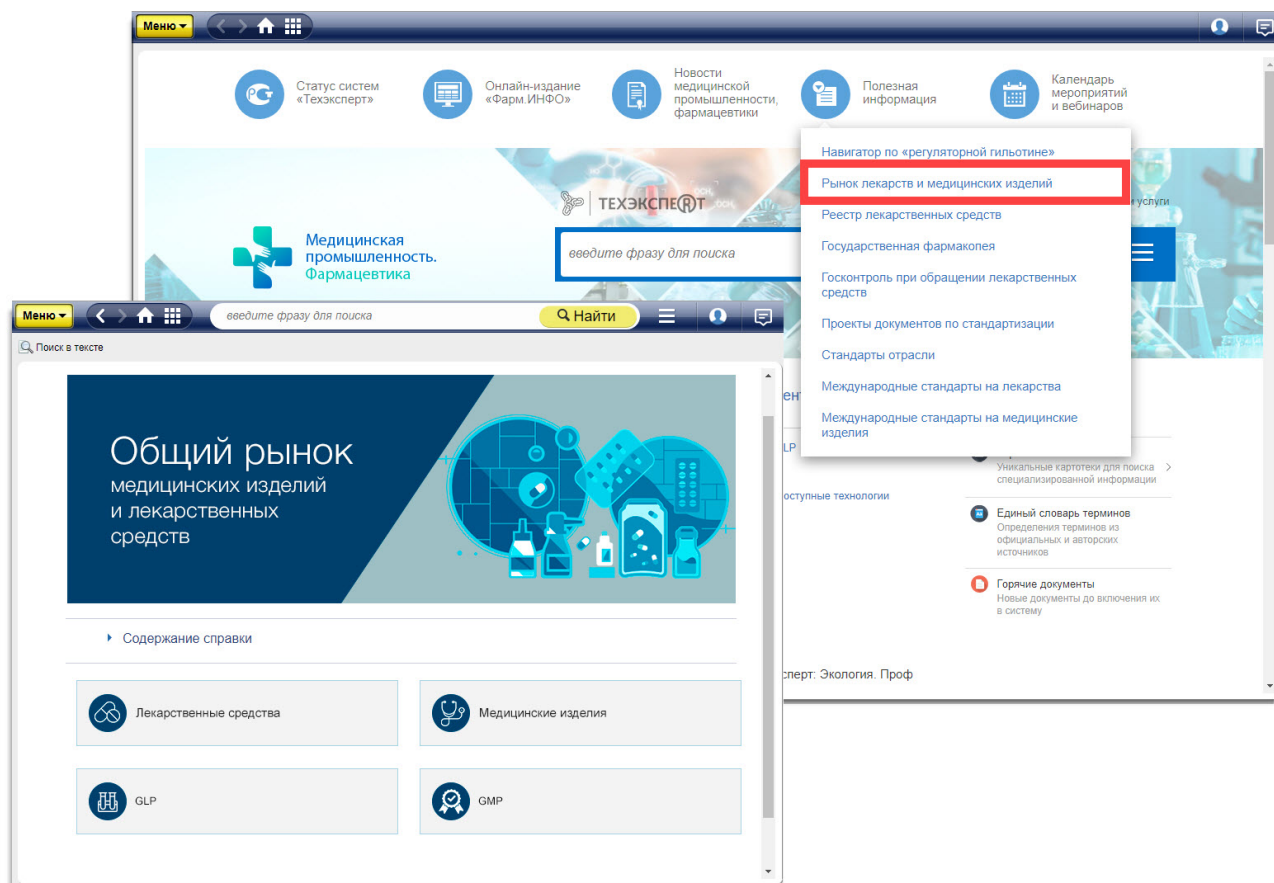 Меню
Статус систем
«Техэксперт»
Онлайн-издание
«Фарм.ИНФО»
Новости
медицинской
промышленности,
фармацевтики
Полезная
информация
Календарь
мероприятий
и вебинаров
Навигатор по «регуляторной гильотине»
Рынок лекарств и медицинских изделий
Реестр лекарственных средств
Государственная фармакопея
Госконтроль при обращении лекарственных
средств
Проекты документов по стандартизации
Стандарты отрасли
Международные стандарты на лекарства
Международные стандарты на медицинские
изделия
ТЕХЭКСПЕRТ
услуги
Медицинская
промышленность.
Фармацевтика
введите фразу для поиска
LP
Уникальные картотеки для поиска
специализированной информации
Единый словарь терминов
Определения терминов из
официальных и авторских
источников
Горячие документы
Новые документы до включения их
в систему
Экология. Проф
Меню
введите фразу для поиска
Найти
Поиск в тексте
Общий рынок
медицинских изделий
и лекарственных
средств
Содержание справки
Лекарственные средства
Медицинские изделия
GLP
GMP